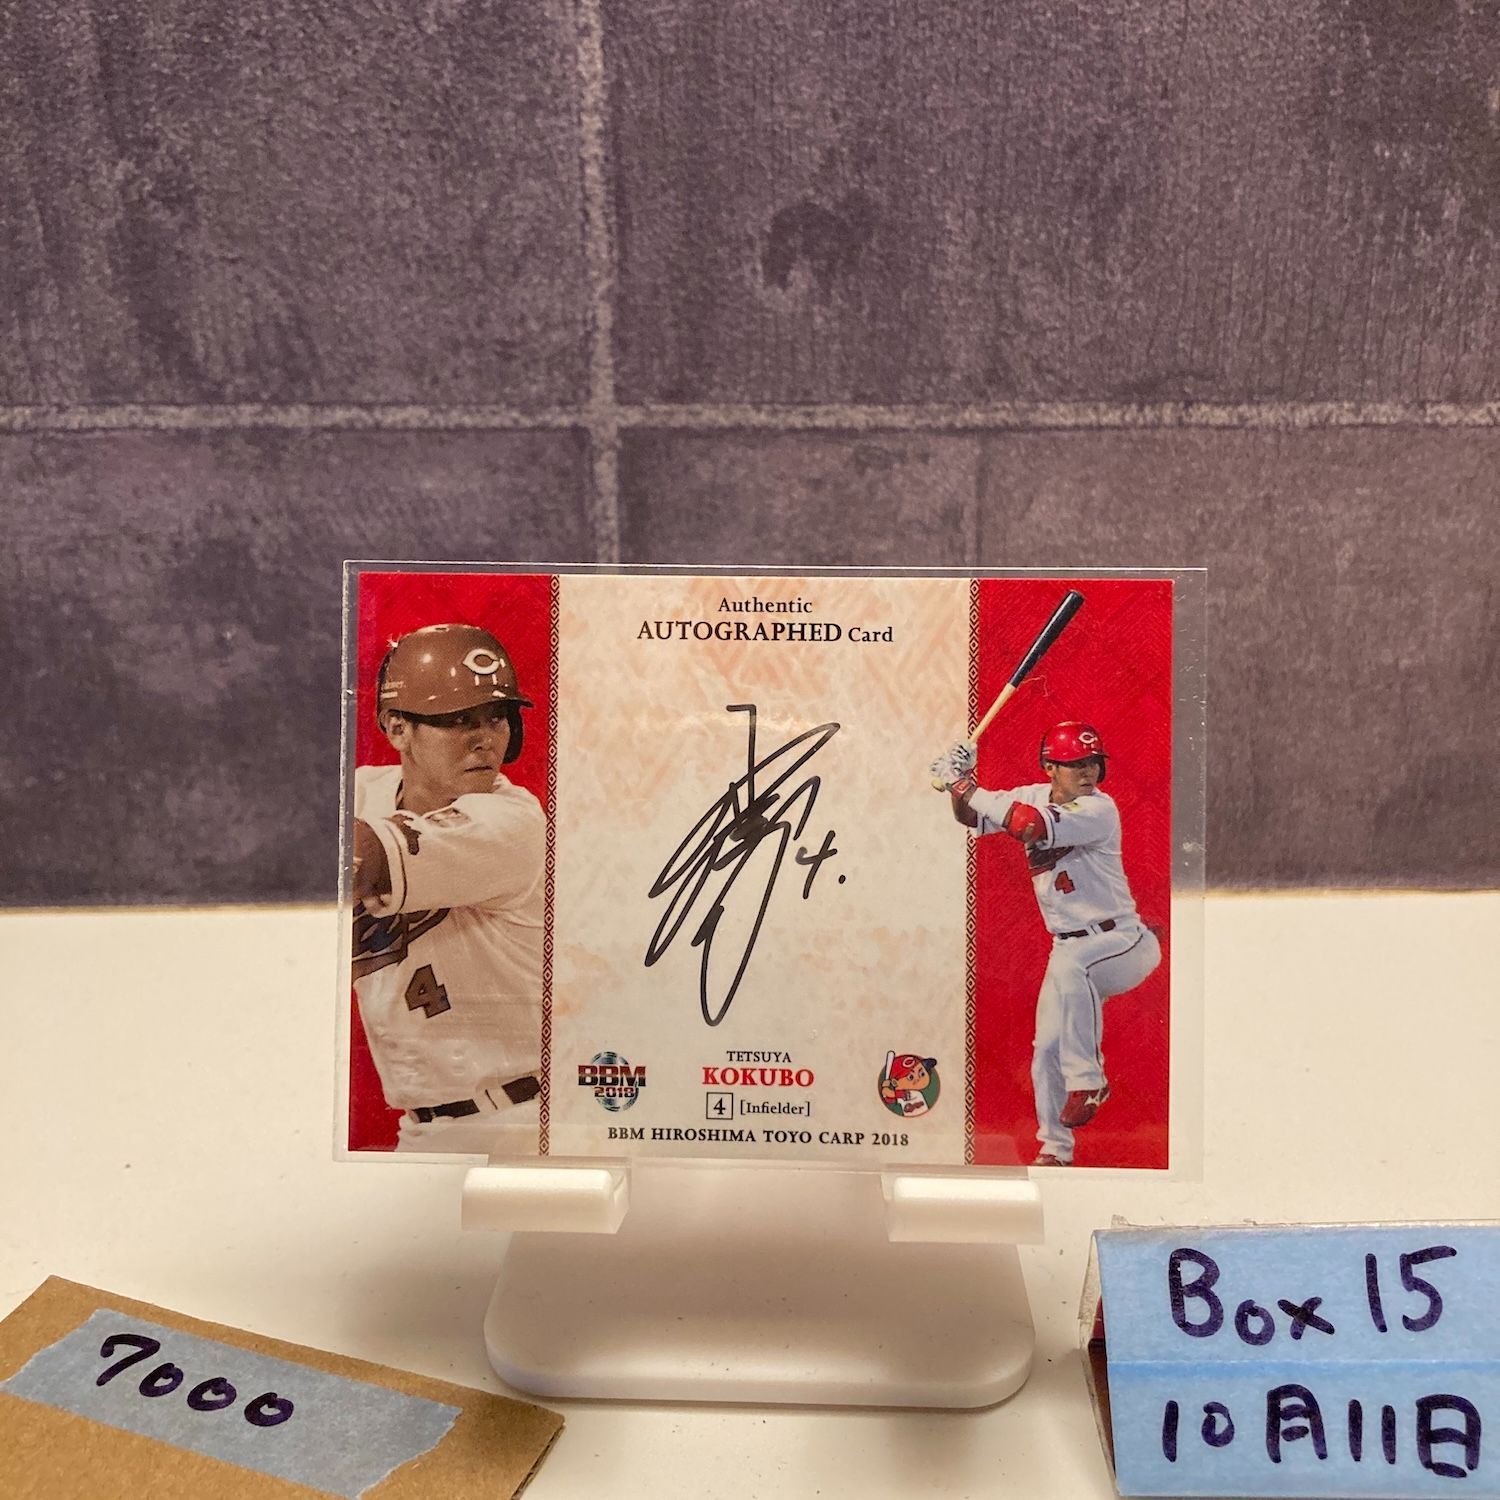 Authentic
AUTOGRAPHED Card
4.
4
4
BBM
2018
TETSUYA
KOKUBO
4 [Infielder]
BBM HIROSHIMA TOYO CARP 2018
7000
Box 15
10月11日